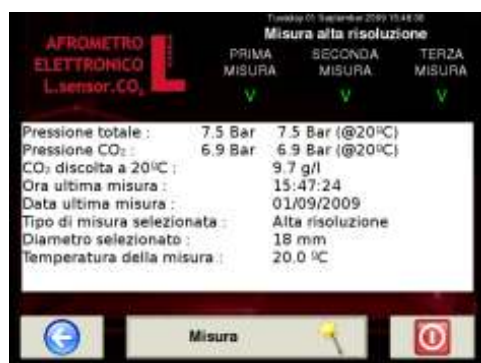 Tuesday 01 September 2009 15:48:08
Misura alta risoluzione
AFROMETRO
ELETTRONICO
L.sensor.CO₂
L
PRIMA MISURA
SECONDA MISURA
TERZA MISURA
V V V
Pressione totale : 7.5 Bar 7.5 Bar (@20ºC)
Pressione CO₂ : 6.9 Bar 6.9 Bar (@20ºC)
CO₂ discolta a 20ºC : 9.7 g/l
Ora ultima misura : 15:47:24
Data ultima misura : 01/09/2009
Tipo di misura selezionata : Alta risoluzione
Diametro selezionato : 18 mm
Temperatura della misura : 20.0 ºC
Misura